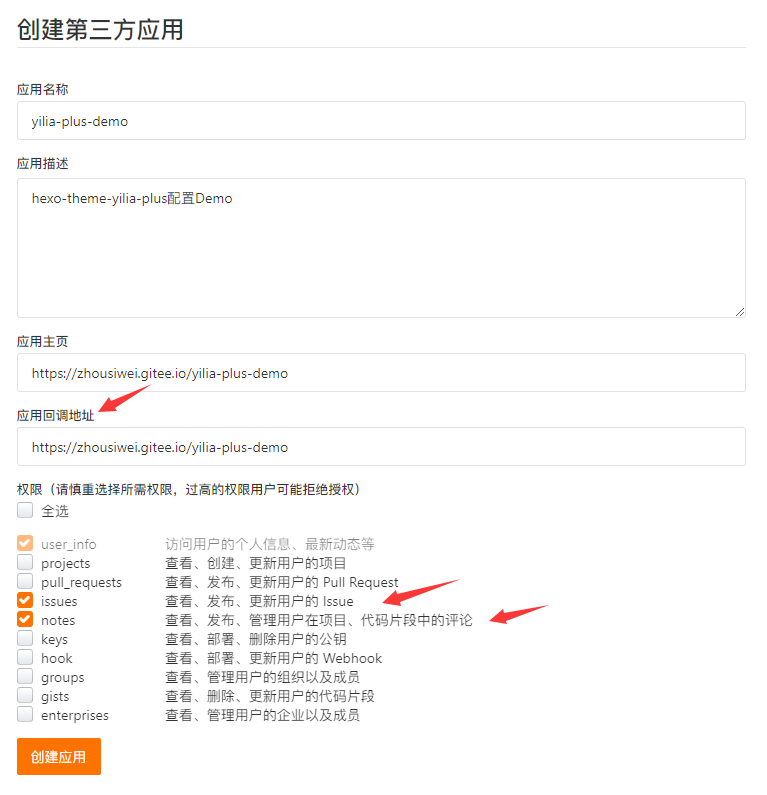 创建第三方应用
应用名称
yilia-plus-demo
应用描述
hexo-theme-yilia-plus配置Demo
应用主页
https://zhousiwei.gitee.io/yilia-plus-demo
应用回调地址
https://zhousiwei.gitee.io/yilia-plus-demo
权限（请慎重选择所需权限，过高的权限用户可能拒绝授权）
全选
user_info 访问用户的个人信息、最新动态等
projects 查看、创建、更新用户的项目
pull_requests 查看、发布、更新用户的 Pull Request
issues 查看、发布、更新用户的 Issue
notes 查看、发布、管理用户在项目、代码片段中的评论
keys 查看、部署、删除用户的公钥
hook 查看、部署、更新用户的 Webhook
groups 查看、管理用户的组织以及成员
gists 查看、删除、更新用户的代码片段
enterprises 查看、管理用户的企业以及成员
创建应用